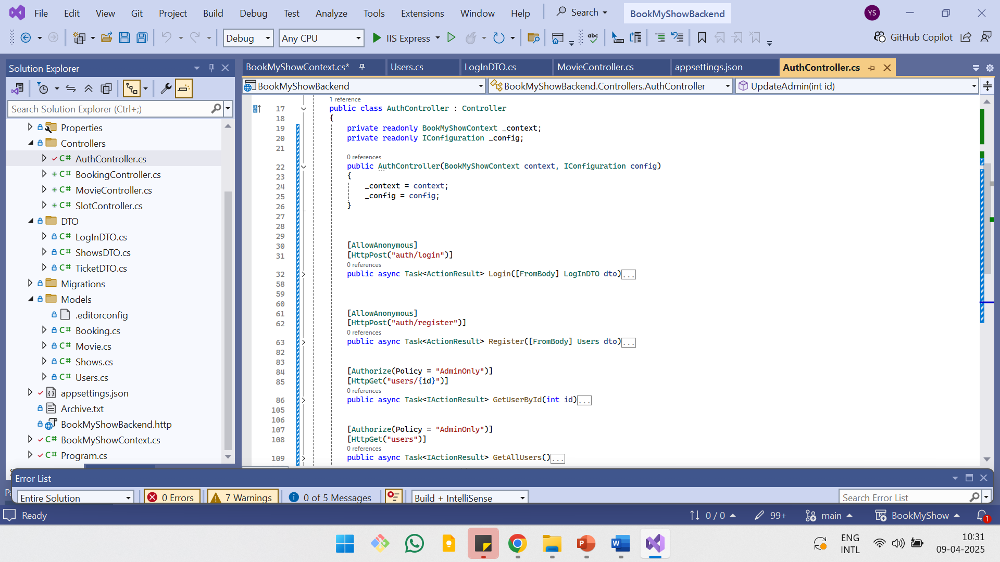 File Edit View Git Project Build Debug Test Analyze Tools Extensions Window Help Search BookMyShowBackend YS
Debug Any CPU IIS Express abc GitHub Copilot
Solution Explorer
Search Solution Explorer (Ctrl+;)
Properties
Controllers
C# AuthController.cs
C# BookingController.cs
C# MovieController.cs
C# SlotController.cs
DTO
C# LogInDTO.cs
C# ShowsDTO.cs
C# TicketDTO.cs
Migrations
Models
.editorconfig
C# Booking.cs
C# Movie.cs
C# Shows.cs
C# Users.cs
appsettings.json
Archive.txt
BookMyShowBackend.http
C# BookMyShowContext.cs
C# Program.cs
BookMyShowContext.cs* Users.cs LogInDTO.cs MovieController.cs appsettings.json AuthController.cs
BookMyShowBackend BookMyShowBackend.Controllers.AuthController UpdateAdmin(int id)
1 reference
17 public class AuthController : Controller
18 {
19 private readonly BookMyShowContext _context;
20 private readonly IConfiguration _config;
21
0 references
22 public AuthController(BookMyShowContext context, IConfiguration config)
23 {
24 _context = context;
25 _config = config;
26 }
27
28
29
30 [AllowAnonymous]
31 [HttpPost("auth/login")]
0 references
32 public async Task<ActionResult> Login([FromBody] LogInDTO dto)...
58
59
60
61 [AllowAnonymous]
62 [HttpPost("auth/register")]
0 references
63 public async Task<ActionResult> Register([FromBody] Users dto)...
82
83
84 [Authorize(Policy = "AdminOnly")]
85 [HttpGet("users/{id}")]
0 references
86 public async Task<IActionResult> GetUserById(int id)...
105
106
107 [Authorize(Policy = "AdminOnly")]
108 [HttpGet("users")]
0 references
109 public async Task<IActionResult> GetAllUsers()...
Error List
Entire Solution 0 Errors 7 Warnings 0 of 5 Messages Build + IntelliSense Search Error List
Ready 0 / 0 99+ main BookMyShow 1
ENG
INTL
10:31
09-04-2025